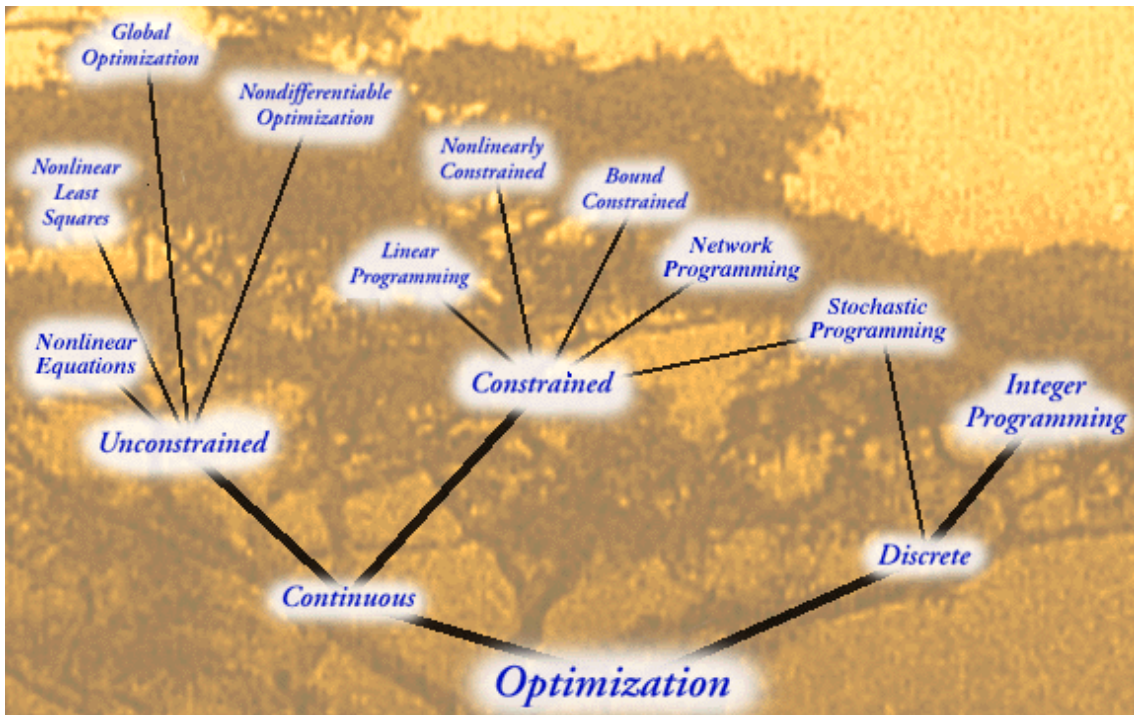 Global
Optimization
Nondifferentiable
Optimization
Nonlinearly
Constrained
Nonlinear
Least
Squares
Bound
Constrained
Linear
Programming
Network
Programming
Stochastic
Programming
Nonlinear
Equations
Constrained
Integer
Programming
Unconstrained
Discrete
Continuous
Optimization